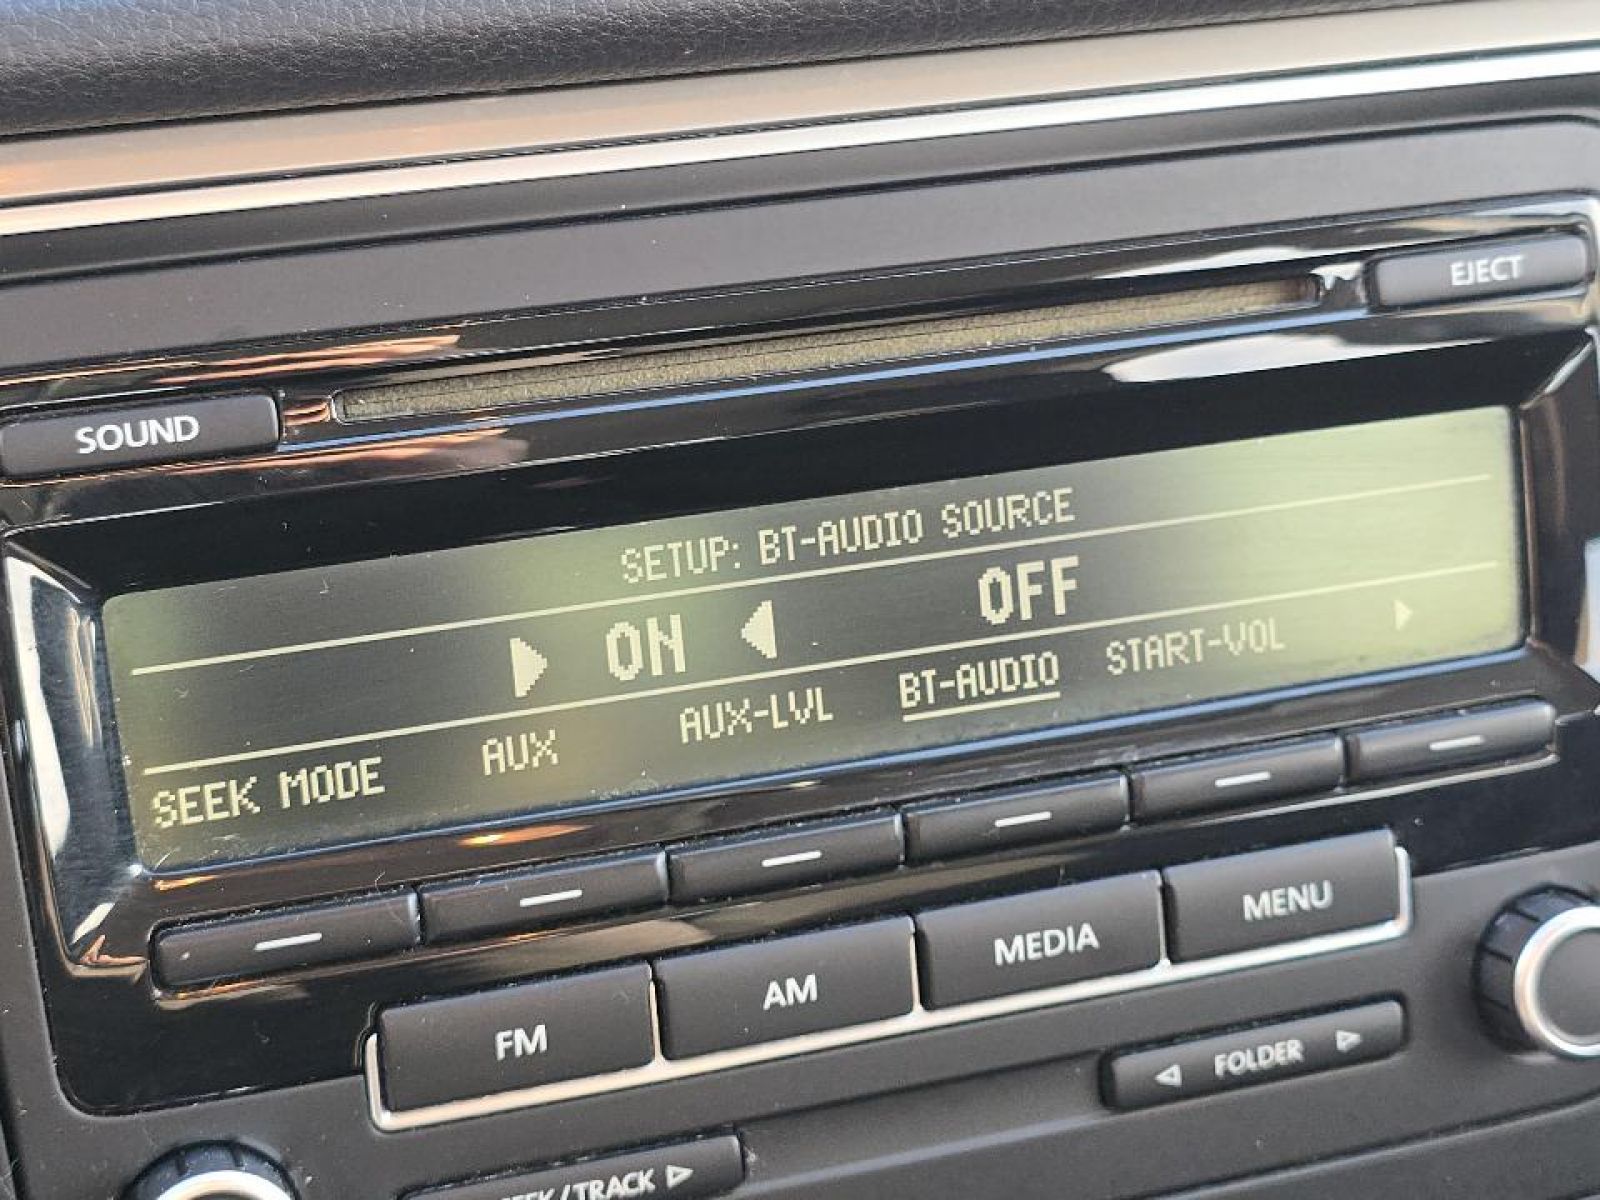 EJECT
SOUND
SETUP: BT-AUDIO SOURCE
ON OFF
SEEK MODE AUX AUX-LVL BT-AUDIO START-VOL
FM AM MEDIA MENU
FOLDER
SEEK/TRACK